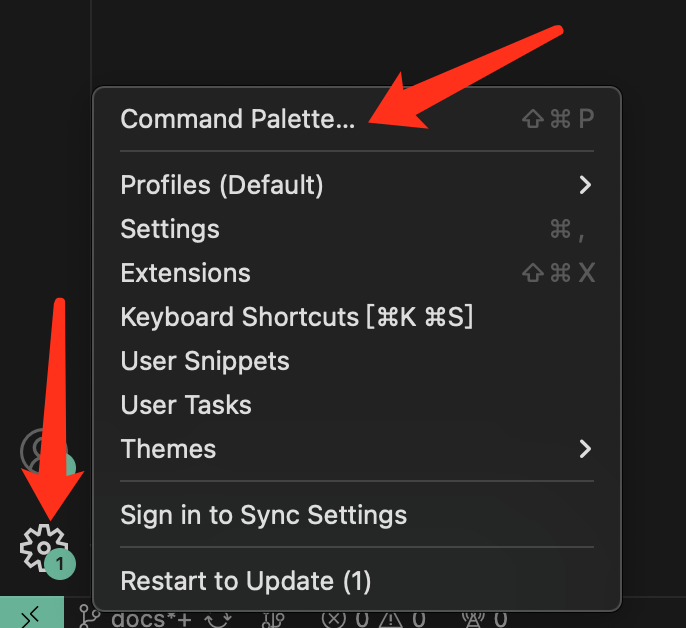 Command Palette... ⇧⌘P
Profiles (Default)
Settings ⌘,
Extensions ⇧⌘X
Keyboard Shortcuts [⌘K ⌘S]
User Snippets
User Tasks
Themes
Sign in to Sync Settings
1
Restart to Update (1)
docs*+ 0 0 0